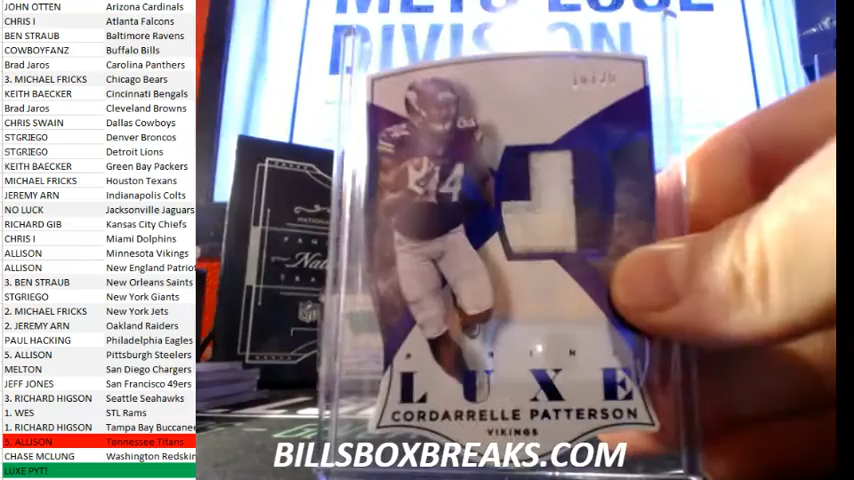 JOHN OTTEN Arizona Cardinals
CHRIS I Atlanta Falcons
BEN STRAUB Baltimore Ravens
COWBOYFANZ Buffalo Bills
Brad Jaros Carolina Panthers
3. MICHAEL FRICKS Chicago Bears
KEITH BAECKER Cincinnati Bengals
Brad Jaros Cleveland Browns
CHRIS SWAIN Dallas Cowboys
STGRIEGO Denver Broncos
STGRIEGO Detroit Lions
KEITH BAECKER Green Bay Packers
MICHAEL FRICKS Houston Texans
JEREMY ARN Indianapolis Colts
NO LUCK Jacksonville Jaguars
RICHARD GIB Kansas City Chiefs
CHRIS I Miami Dolphins
ALLISON Minnesota Vikings
ALLISON New England Patriot
3. BEN STRAUB New Orleans Saints
STGRIEGO New York Giants
2. MICHAEL FRICKS New York Jets
2. JEREMY ARN Oakland Raiders
PAUL HACKING Philadelphia Eagles
5. ALLISON Pittsburgh Steelers
MELTON San Diego Chargers
JEFF JONES San Francisco 49ers
3. RICHARD HIGSON Seattle Seahawks
1. WES STL Rams
1. RICHARD HIGSON Tampa Bay Buccanee
5. ALLISON Tennessee Titans
CHASE MCLUNG Washington Redskin
LUXE PYT!
METS LOSE
DIVISION
44
LUXE
CORDARRELLE PATTERSON
VIKINGS
BILLSBOXBREAKS.COM